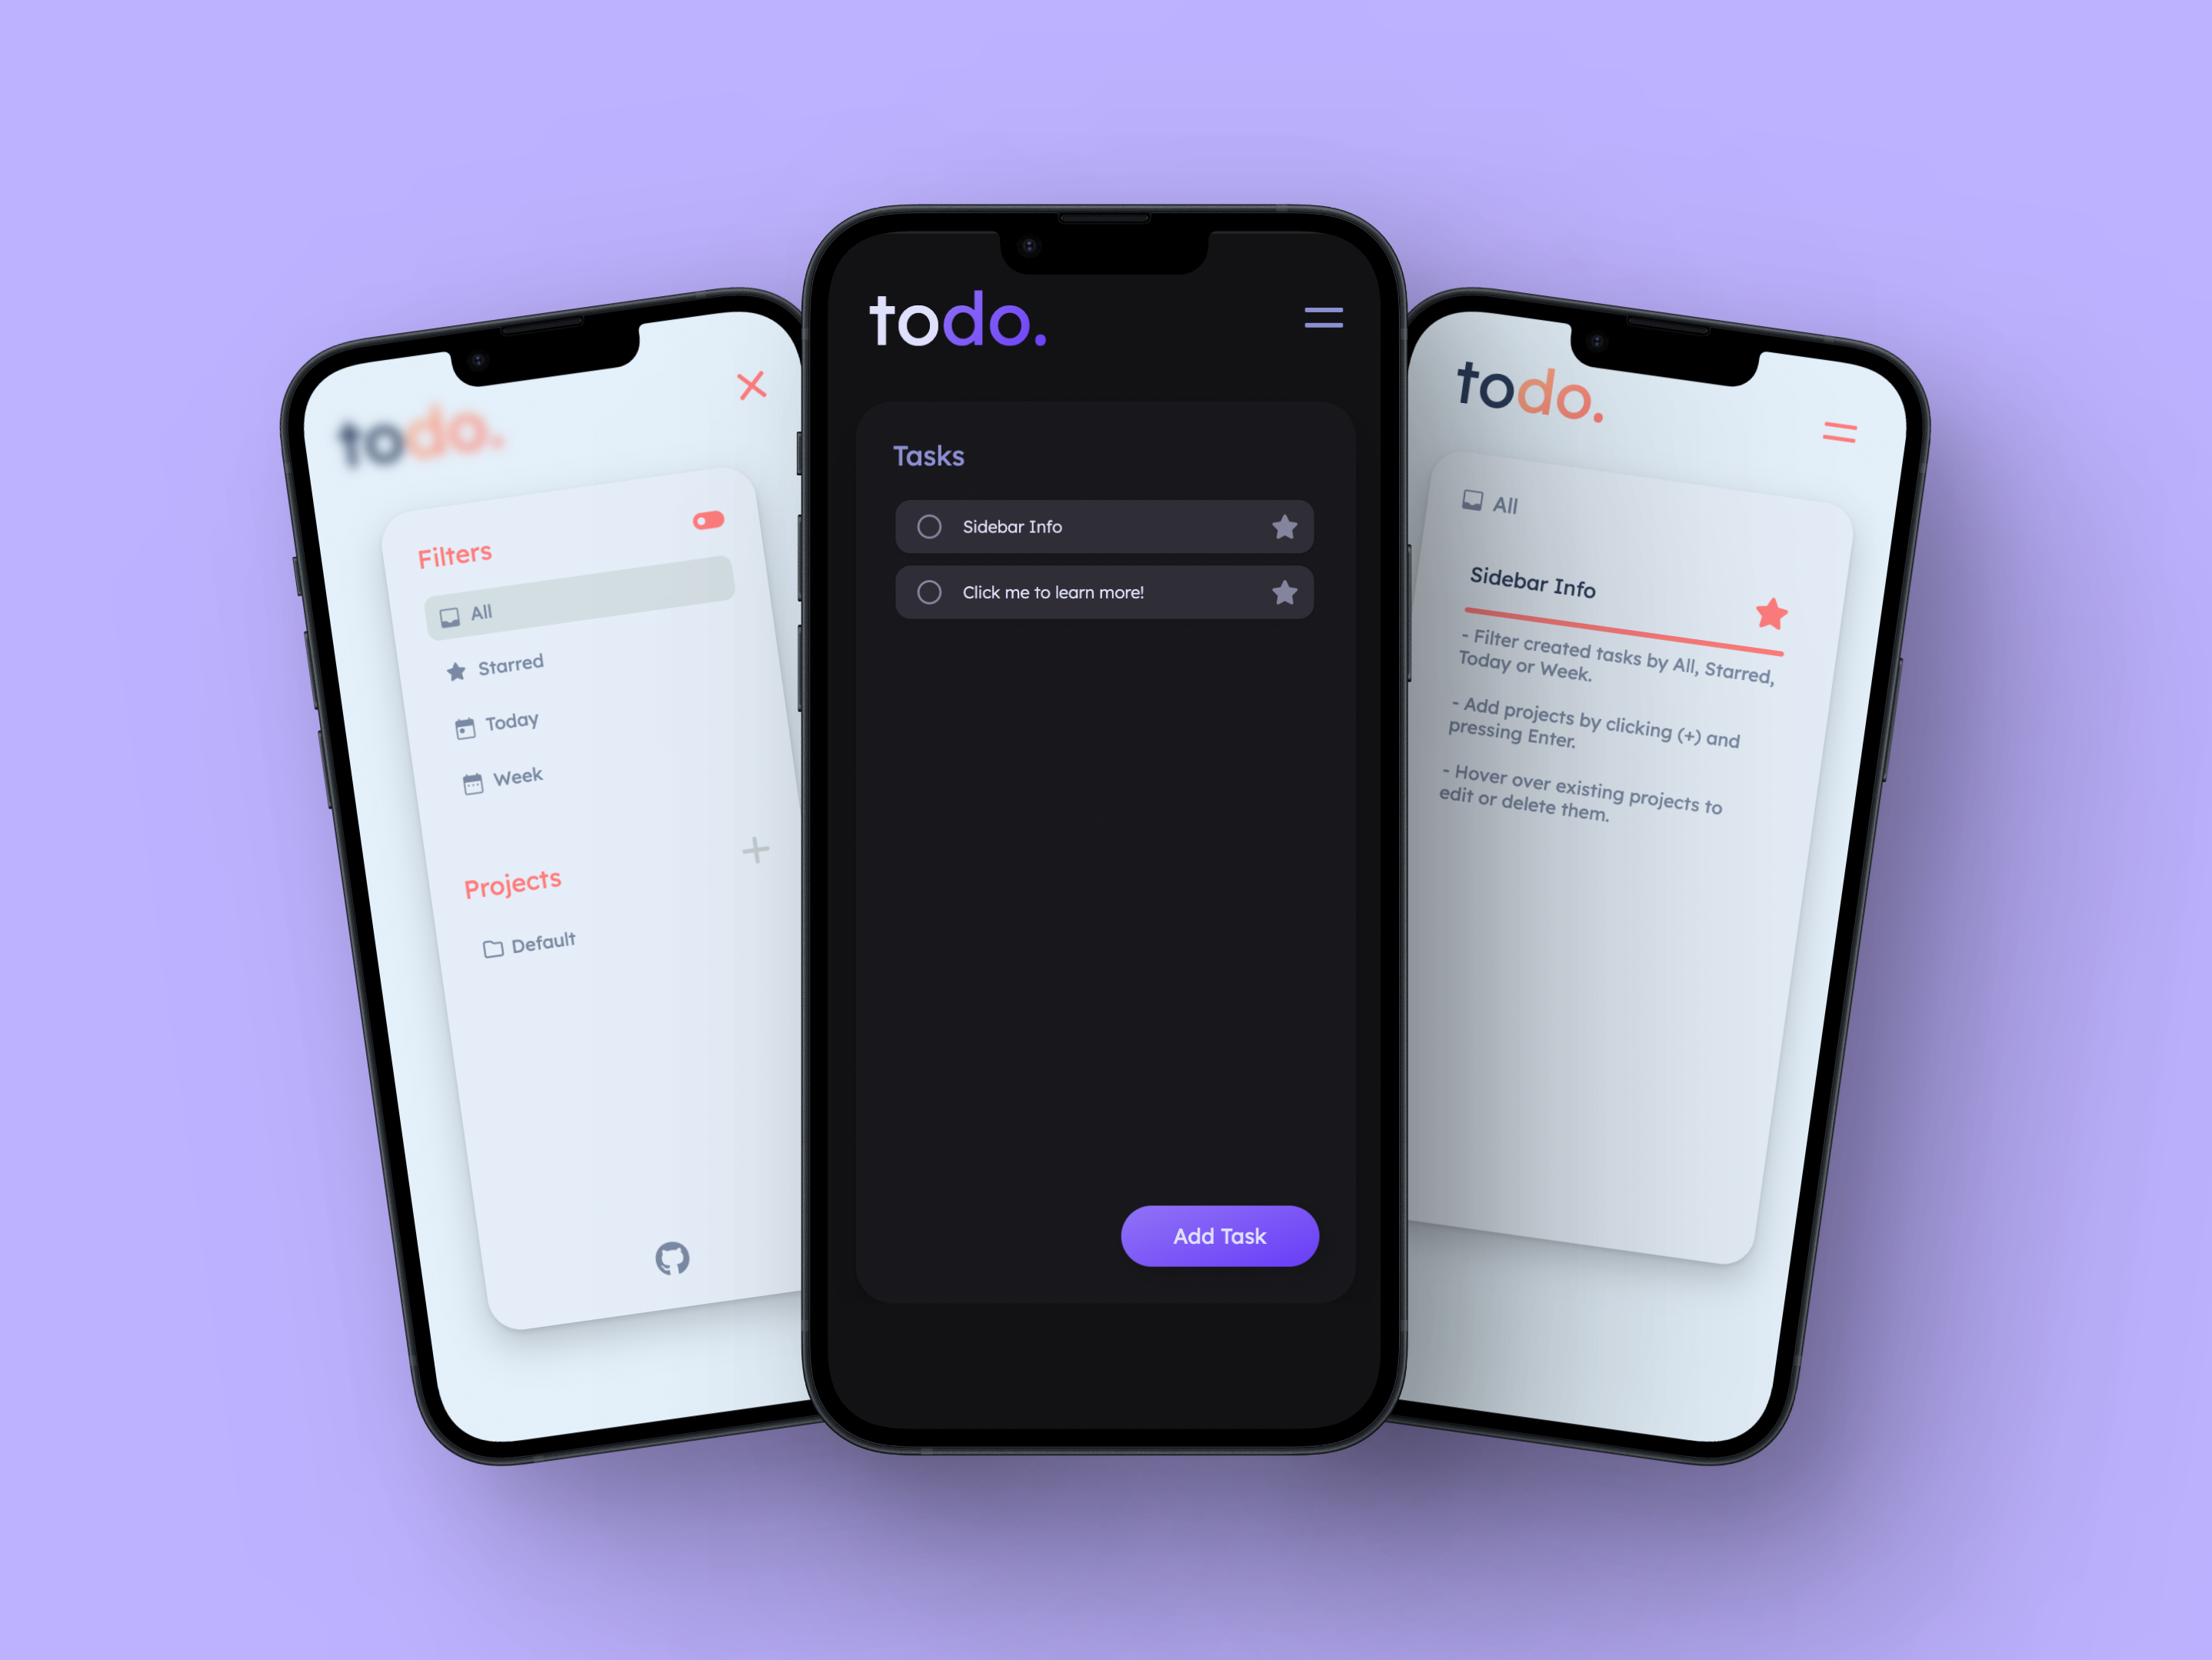 todo.
Filters
All
Starred
Today
Week
Projects
Default
todo.
Tasks
Sidebar Info
Click me to learn more!
Add Task
todo.
All
Sidebar Info
- Filter created tasks by All, Starred,
Today or Week.
- Add projects by clicking (+) and
pressing Enter.
- Hover over existing projects to
edit or delete them.